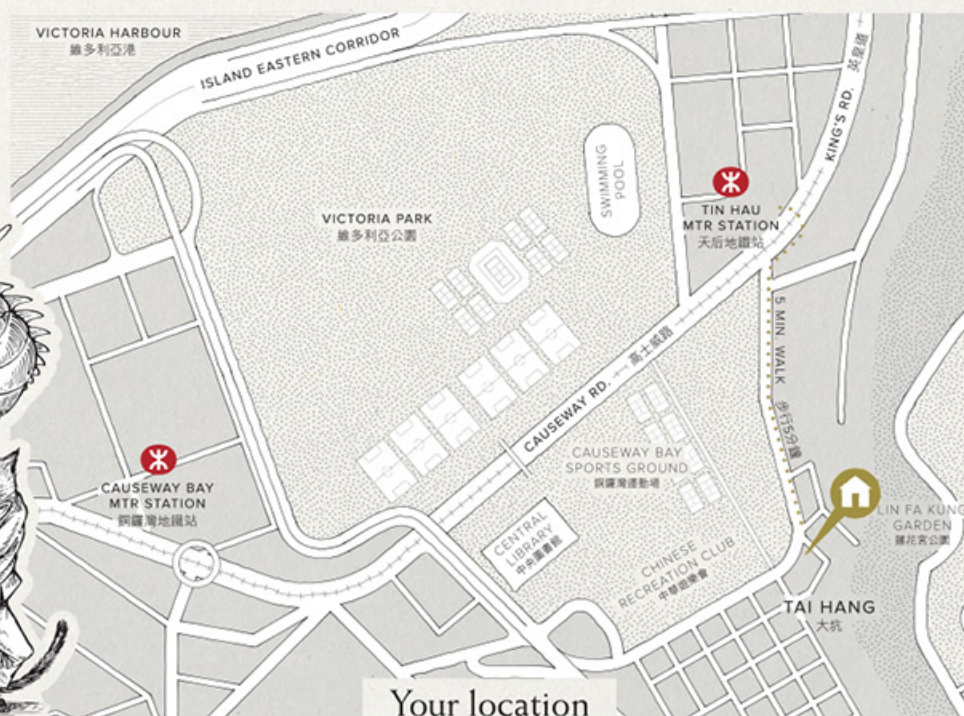 VICTORIA HARBOUR
維多利亞港
ISLAND EASTERN CORRIDOR
KING'S RD. 英皇道
SWIMMING
POOL
TIN HAU
MTR STATION
天后地鐵站
VICTORIA PARK
維多利亞公園
5 MIN. WALK 步行5分鐘
CAUSEWAY RD. 高士威路
CAUSEWAY BAY
SPORTS GROUND
銅鑼灣運動場
CAUSEWAY BAY
MTR STATION
銅鑼灣地鐵站
CENTRAL
LIBRARY
中央圖書館
LIN FA KUNG
GARDEN
蓮花宮公園
CHINESE
RECREATION CLUB
中華遊樂會
TAI HANG
大坑
Your location